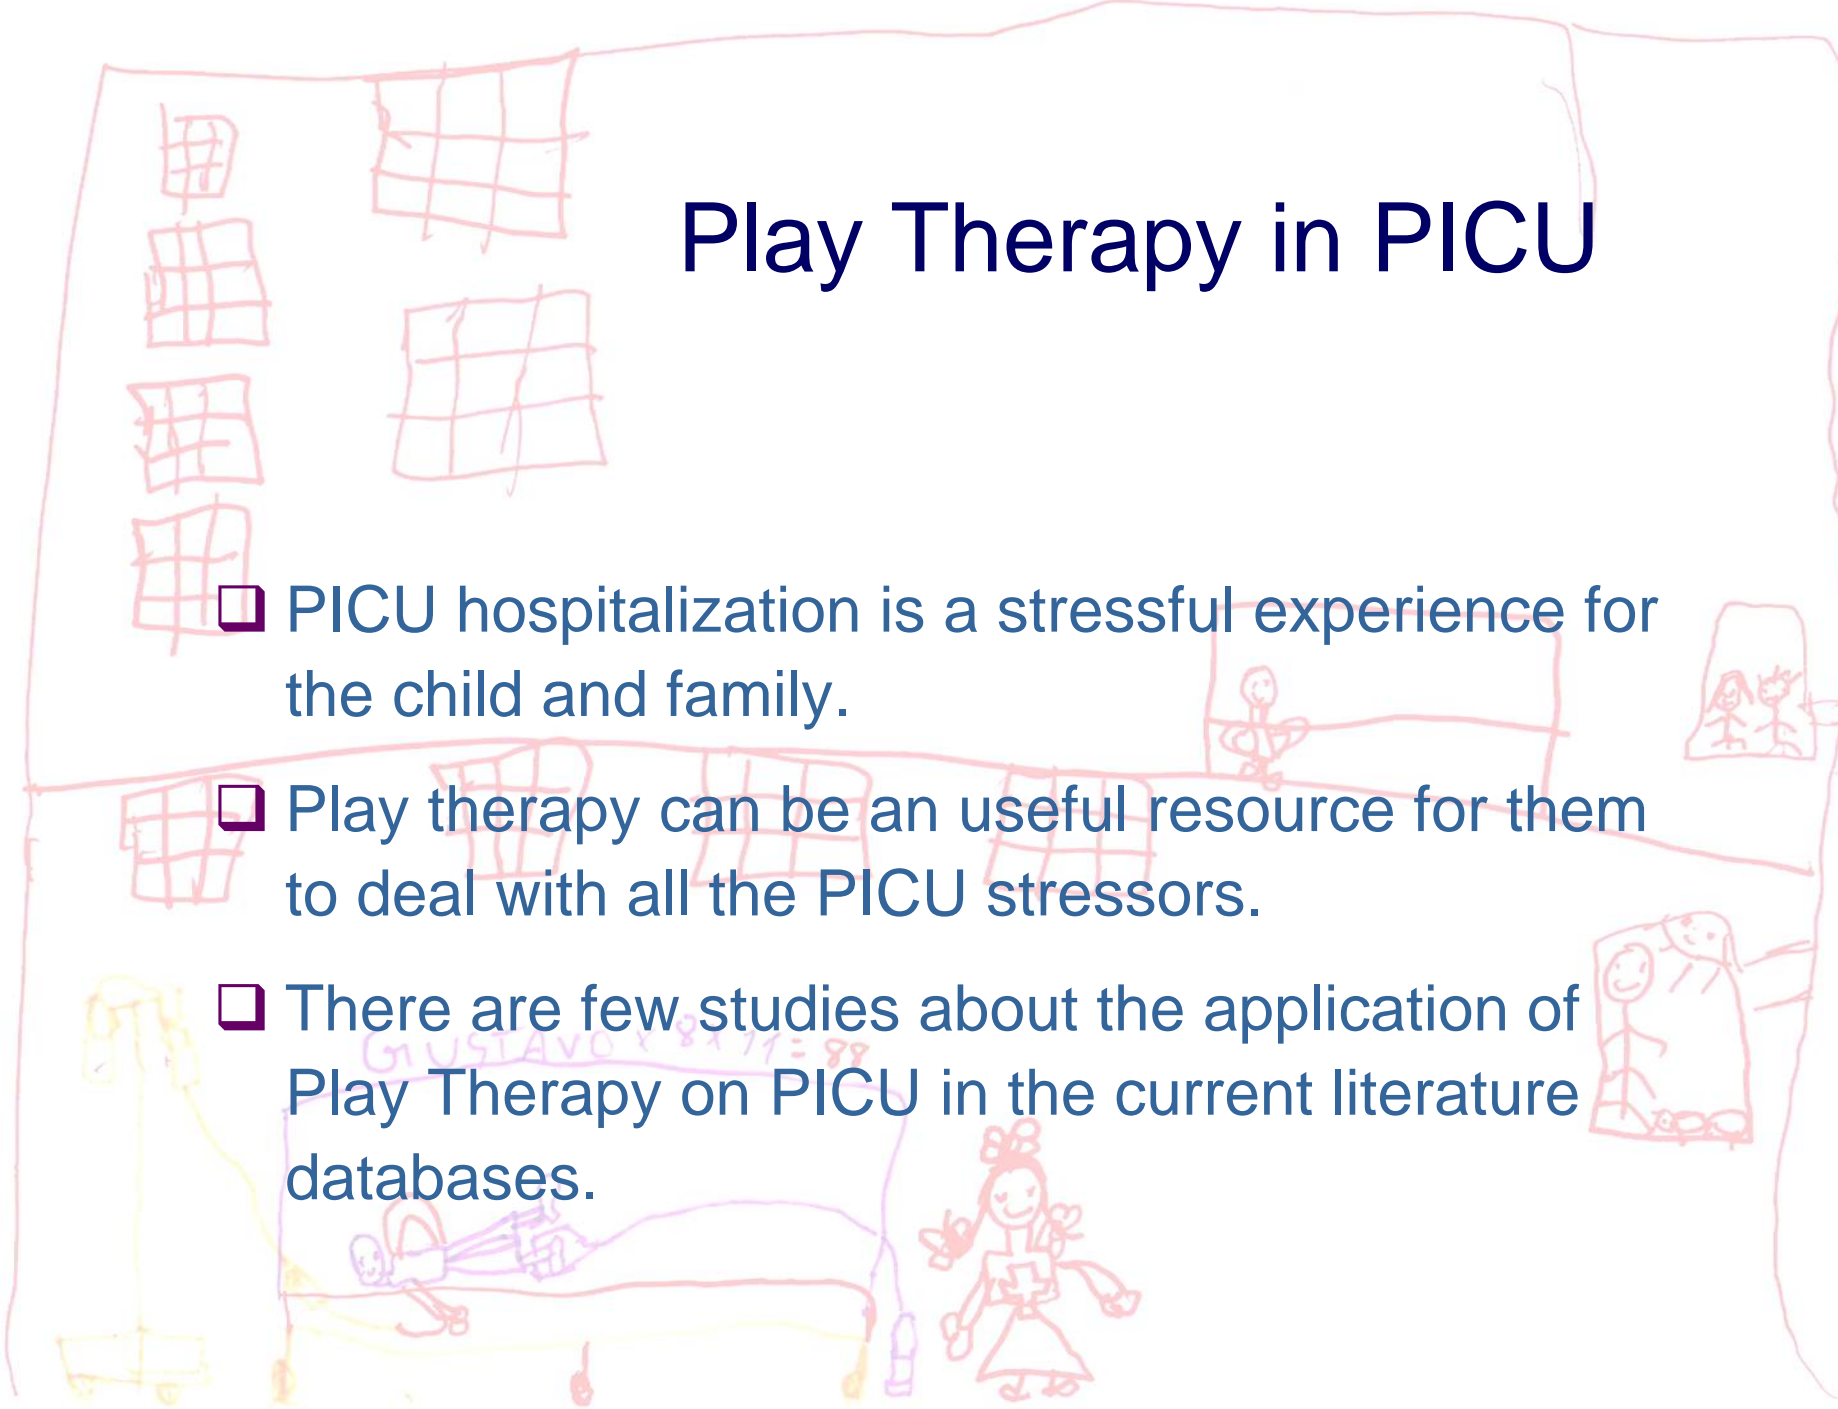 Play Therapy in PICU
PICU hospitalization is a stressful experience for
the child and family.
Play therapy can be an useful resource for them
to deal with all the PICU stressors.
There are few studies about the application of
GUSTAVO x 8x11=88
Play Therapy on PICU in the current literature
databases.